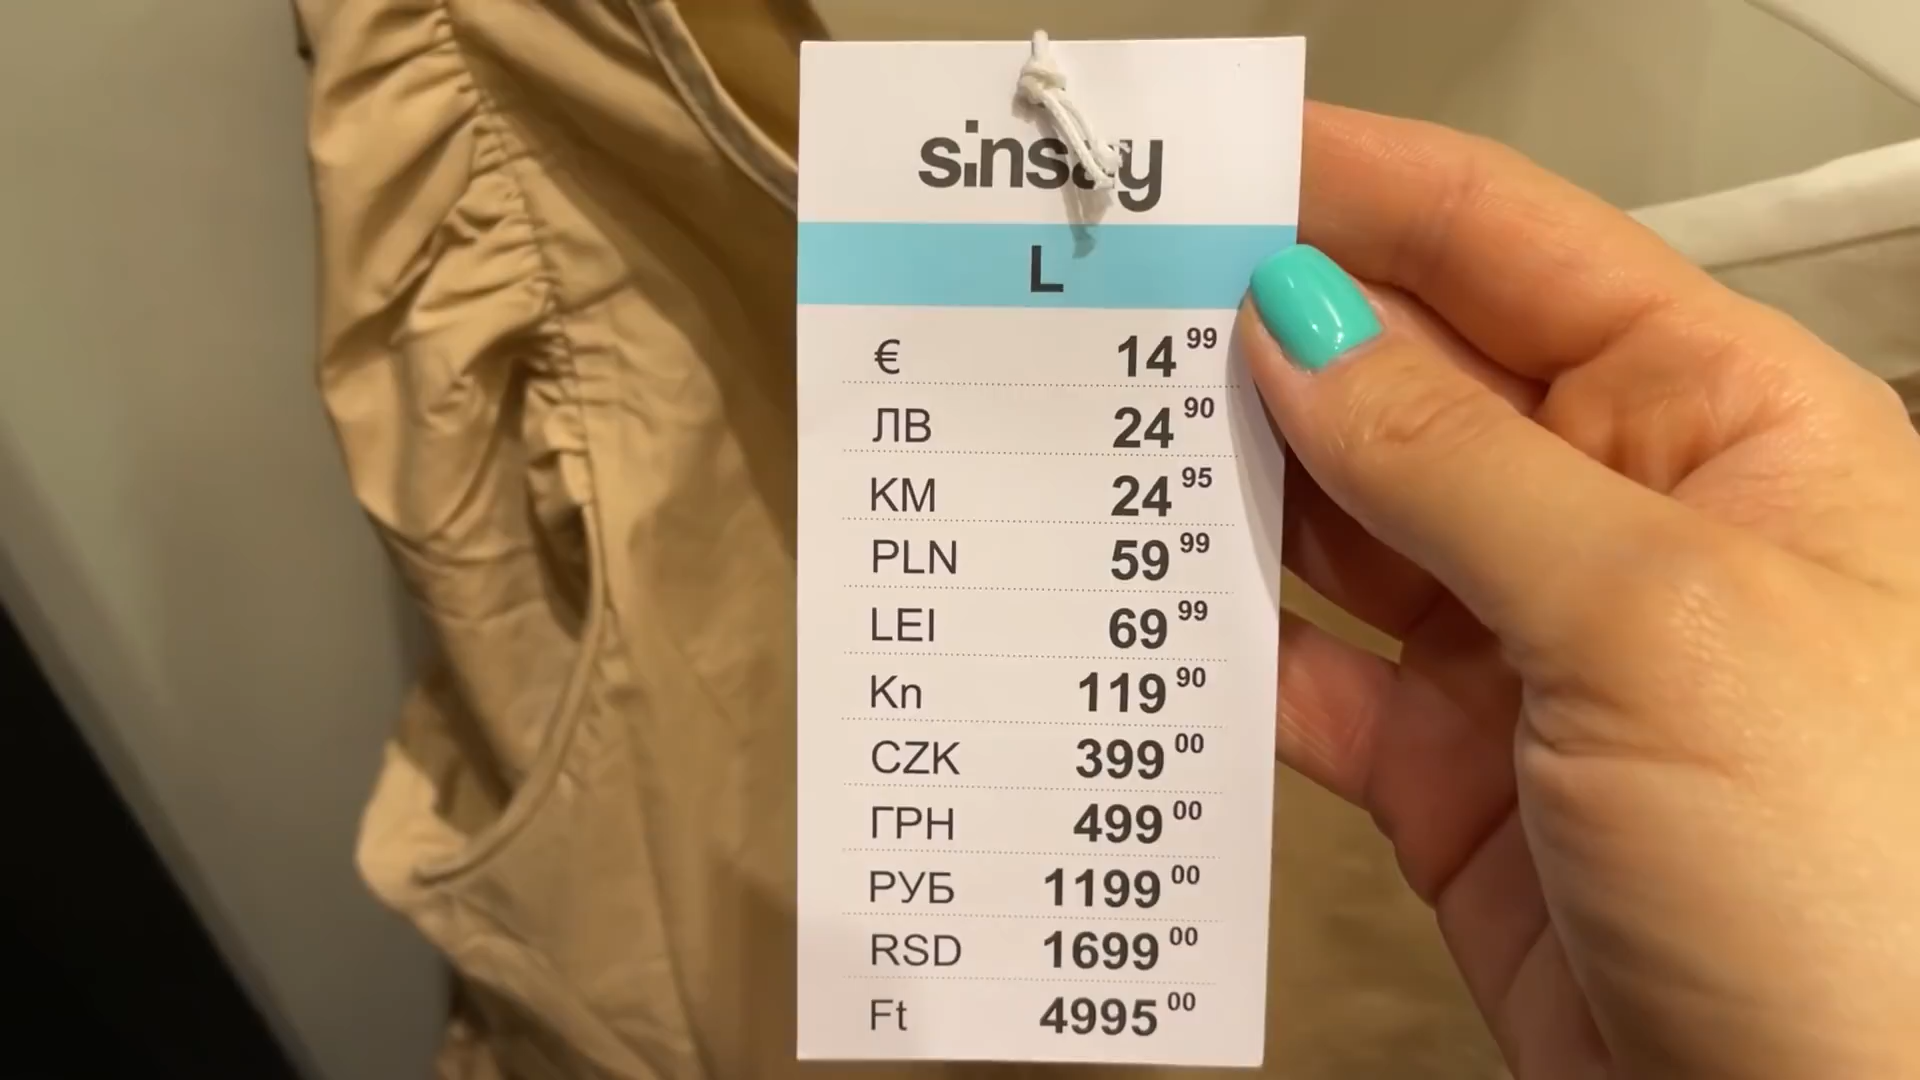 sinsay
L
€ 14 99
ЛВ 24 90
KM 24 95
PLN 59 99
LEI 69 99
Kn 119 90
CZK 399 00
ГРН 499 00
РУБ 1199 00
RSD 1699 00
Ft 4995 00